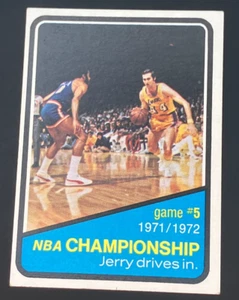 game #5
1971/1972
NBA CHAMPIONSHIP
Jerry drives in.